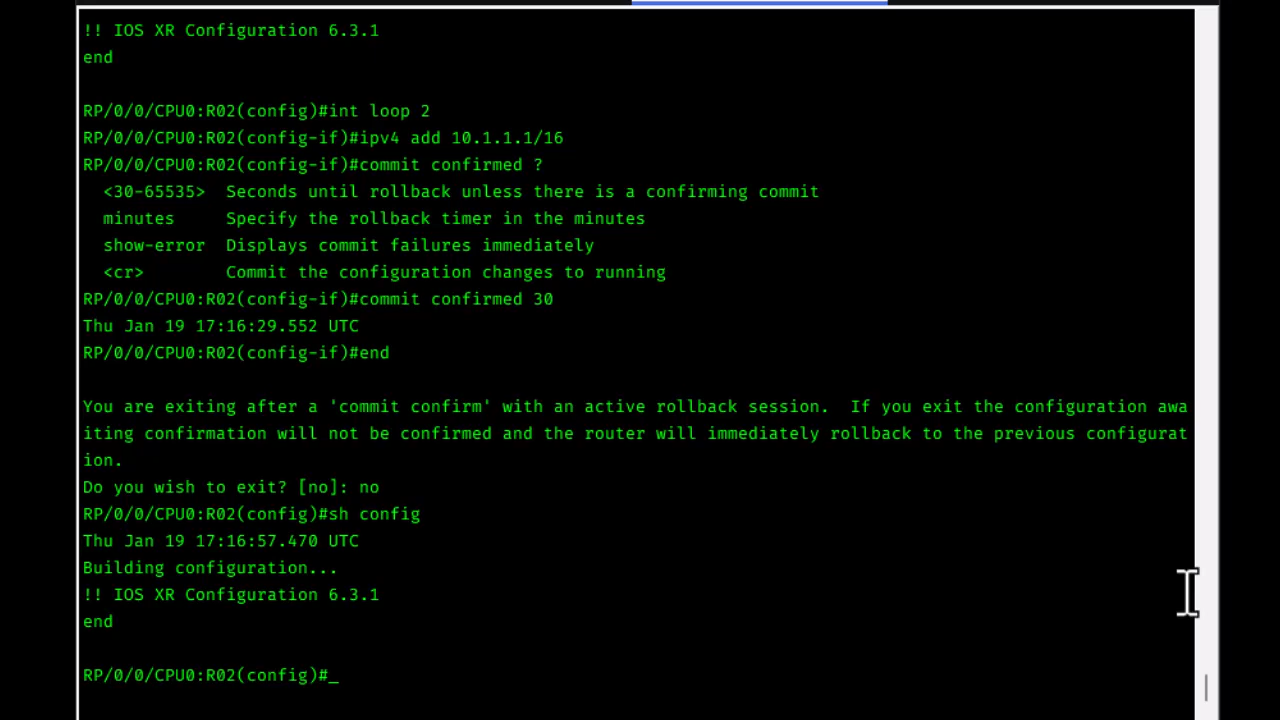 !! IOS XR Configuration 6.3.1
end
RP/0/0/CPU0:R02(config)#int loop 2
RP/0/0/CPU0:R02(config-if)#ipv4 add 10.1.1.1/16
RP/0/0/CPU0:R02(config-if)#commit confirmed ?
  <30-65535>  Seconds until rollback unless there is a confirming commit
  minutes     Specify the rollback timer in the minutes
  show-error  Displays commit failures immediately
  <cr>        Commit the configuration changes to running
RP/0/0/CPU0:R02(config-if)#commit confirmed 30
Thu Jan 19 17:16:29.552 UTC
RP/0/0/CPU0:R02(config-if)#end
You are exiting after a 'commit confirm' with an active rollback session.  If you exit the configuration awa
iting confirmation will not be confirmed and the router will immediately rollback to the previous configurat
ion.
Do you wish to exit? [no]: no
RP/0/0/CPU0:R02(config)#sh config
Thu Jan 19 17:16:57.470 UTC
Building configuration...
!! IOS XR Configuration 6.3.1
end
RP/0/0/CPU0:R02(config)#_